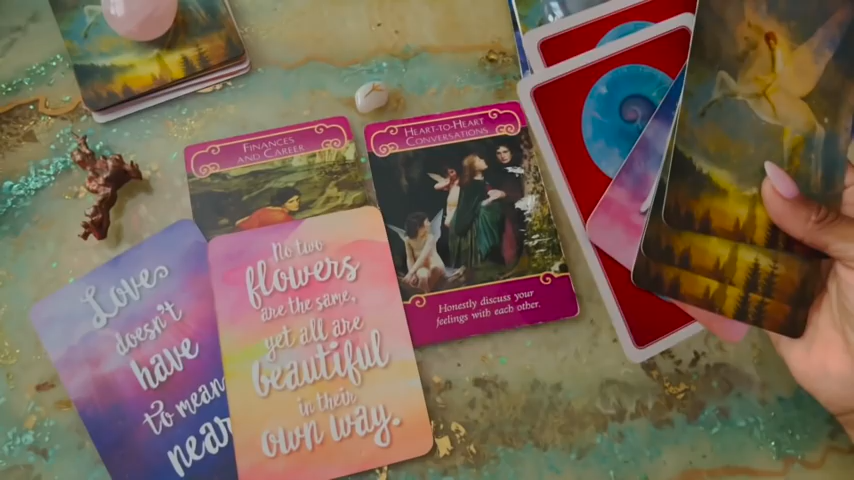 FINANCES
AND CAREER
HEART-TO-HEART
CONVERSATIONS
Honestly discuss your
feelings with each other.
Love
doesn't
have
to mean
No two
flowers
are the same,
yet all are
beautiful
in their
own way.